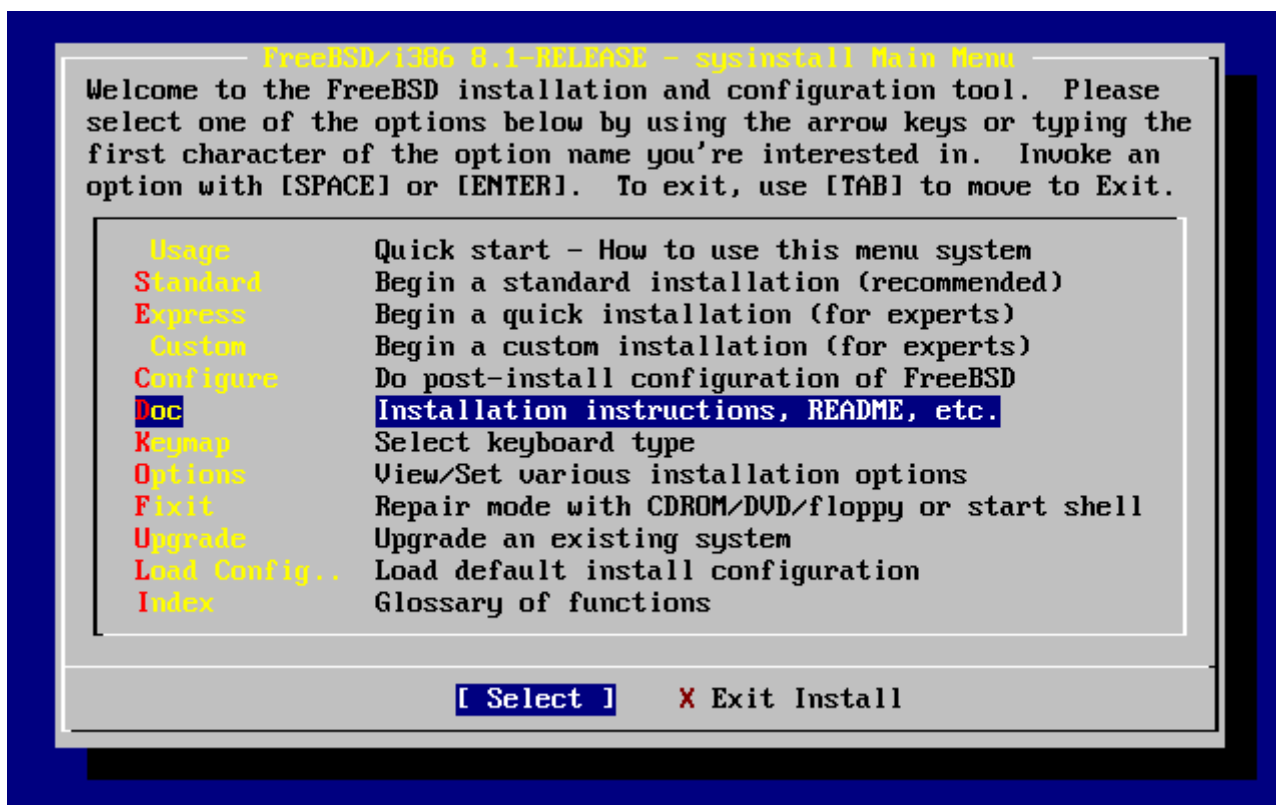 FreeBSD/i386 8.1-RELEASE - sysinstall Main Menu
Welcome to the FreeBSD installation and configuration tool.  Please
select one of the options below by using the arrow keys or typing the
first character of the option name you're interested in.  Invoke an
option with [SPACE] or [ENTER].  To exit, use [TAB] to move to Exit.
Usage Quick start - How to use this menu system
Standard Begin a standard installation (recommended)
Express Begin a quick installation (for experts)
Custom Begin a custom installation (for experts)
Configure Do post-install configuration of FreeBSD
Doc Installation instructions, README, etc.
Keymap Select keyboard type
Options View/Set various installation options
Fixit Repair mode with CDROM/DVD/floppy or start shell
Upgrade Upgrade an existing system
Load Config.. Load default install configuration
Index Glossary of functions
[ Select ] X Exit Install